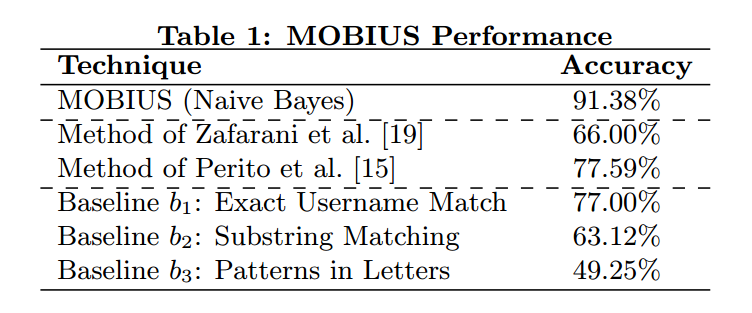 Table 1: MOBIUS Performance
Technique Accuracy
MOBIUS (Naive Bayes) 91.38%
Method of Zafarani et al. [19] 66.00%
Method of Perito et al. [15] 77.59%
Baseline b₁: Exact Username Match 77.00%
Baseline b₂: Substring Matching 63.12%
Baseline b₃: Patterns in Letters 49.25%